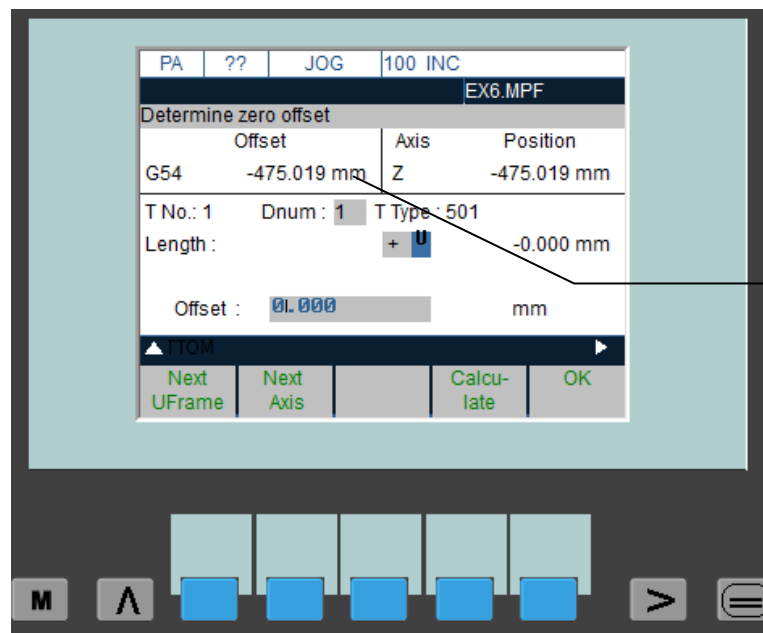 PA ?? JOG 100 INC
EX6.MPF
Determine zero offset
Offset Axis Position
G54 -475.019 mm Z -475.019 mm
T No.: 1 Dnum : 1 T Type : 501
Length : + U -0.000 mm
Offset : 0.000 mm
TTOM
Next UFrame Next Axis Calcu- late OK
M Λ >